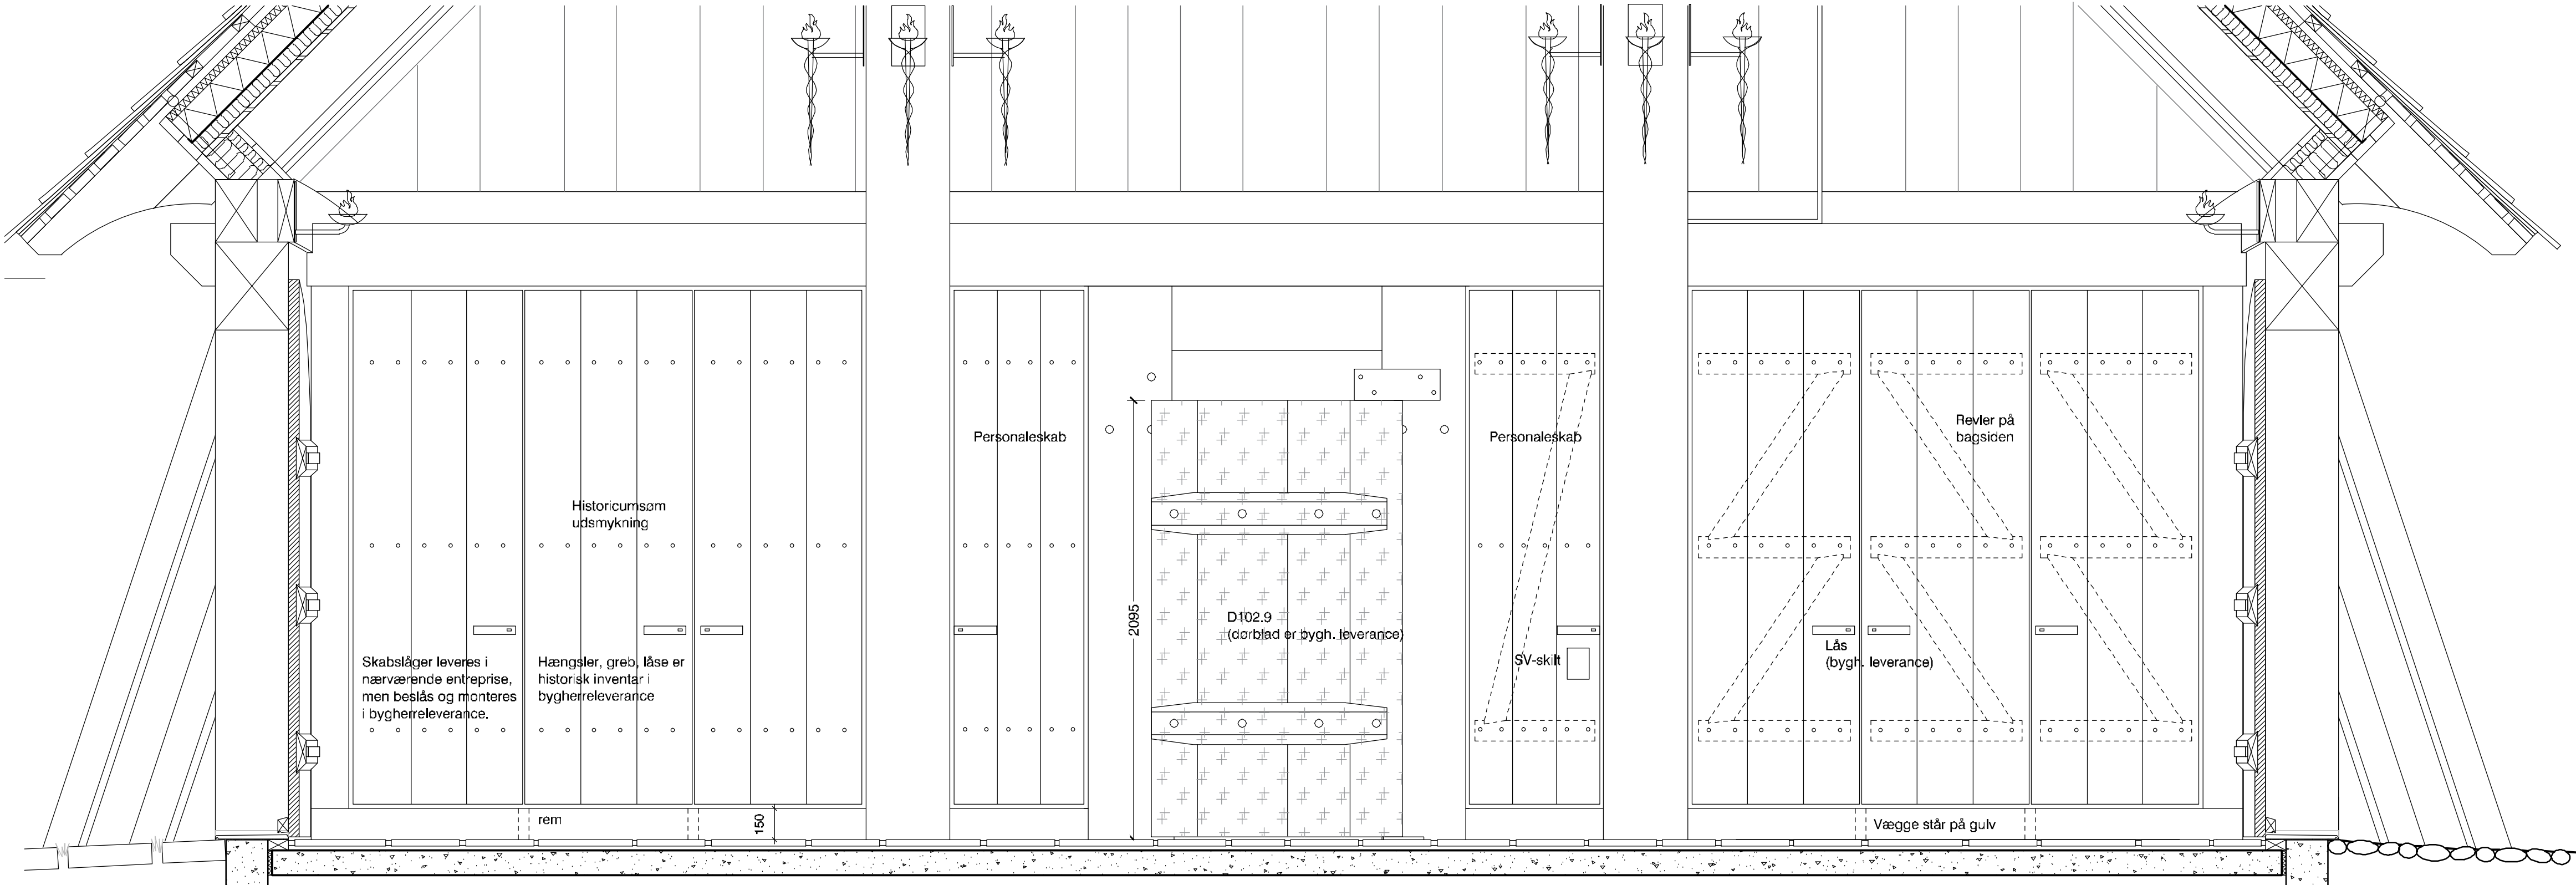 Personaleskab
Personaleskab
Revler på
bagsiden
Historicumsøm
udsmykning
2095
D102.9
(dørblad er bygh. leverance)
Skabslåger leveres i
nærværende entreprise,
men beslås og monteres
i bygherreleverance.
Hængsler, greb, låse er
historisk inventar i
bygherreleverance
SV-skilt
Lås
(bygh. leverance)
rem
150
Vægge står på gulv